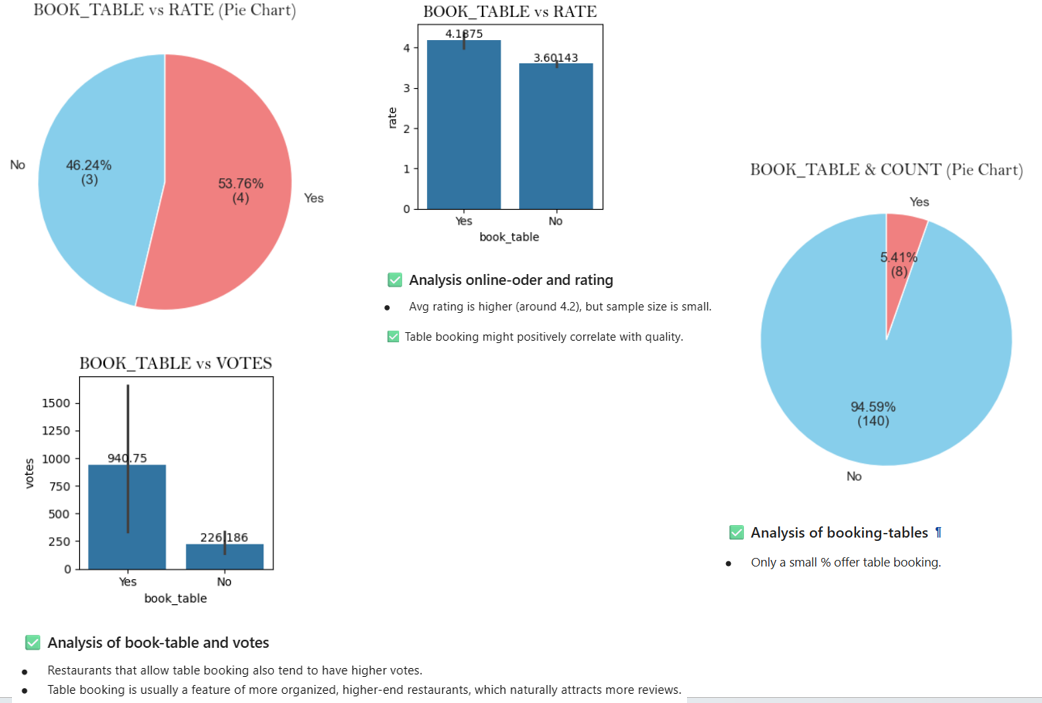 BOOK_TABLE vs RATE (Pie Chart)
No
46.24%
(3)
53.76%
(4)
Yes
BOOK_TABLE vs RATE
4.1875
3.60143
4
3
2
1
0
rate
Yes
No
book_table
✅ Analysis online-oder and rating
• Avg rating is higher (around 4.2), but sample size is small.
✅ Table booking might positively correlate with quality.
BOOK_TABLE & COUNT (Pie Chart)
Yes
5.41%
(8)
94.59%
(140)
No
✅ Analysis of booking-tables ¶
• Only a small % offer table booking.
BOOK_TABLE vs VOTES
1500
1250
1000
750
500
250
0
votes
940.75
226.186
Yes
No
book_table
✅ Analysis of book-table and votes
• Restaurants that allow table booking also tend to have higher votes.
• Table booking is usually a feature of more organized, higher-end restaurants, which naturally attracts more reviews.